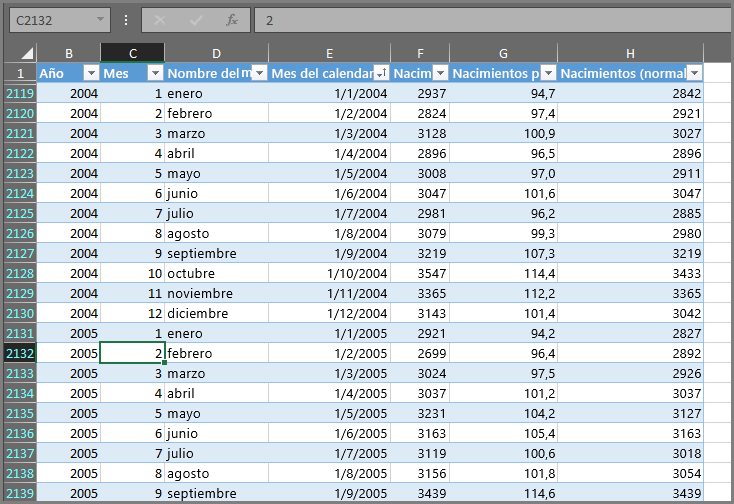 C2132 fx 2
B C D E F G H
1 Año Mes Nombre del m Mes del calendar Nacim Nacimientos p Nacimientos (normal
2119 2004 1 enero 1/1/2004 2937 94,7 2842
2120 2004 2 febrero 1/2/2004 2824 97,4 2921
2121 2004 3 marzo 1/3/2004 3128 100,9 3027
2122 2004 4 abril 1/4/2004 2896 96,5 2896
2123 2004 5 mayo 1/5/2004 3008 97,0 2911
2124 2004 6 junio 1/6/2004 3047 101,6 3047
2125 2004 7 julio 1/7/2004 2981 96,2 2885
2126 2004 8 agosto 1/8/2004 3079 99,3 2980
2127 2004 9 septiembre 1/9/2004 3219 107,3 3219
2128 2004 10 octubre 1/10/2004 3547 114,4 3433
2129 2004 11 noviembre 1/11/2004 3365 112,2 3365
2130 2004 12 diciembre 1/12/2004 3143 101,4 3042
2131 2005 1 enero 1/1/2005 2921 94,2 2827
2132 2005 2 febrero 1/2/2005 2699 96,4 2892
2133 2005 3 marzo 1/3/2005 3024 97,5 2926
2134 2005 4 abril 1/4/2005 3037 101,2 3037
2135 2005 5 mayo 1/5/2005 3231 104,2 3127
2136 2005 6 junio 1/6/2005 3163 105,4 3163
2137 2005 7 julio 1/7/2005 3119 100,6 3018
2138 2005 8 agosto 1/8/2005 3156 101,8 3054
2139 2005 9 septiembre 1/9/2005 3439 114,6 3439